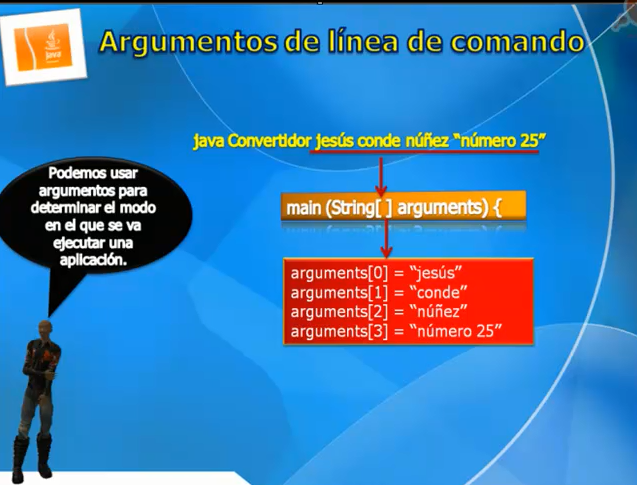 Java
Argumentos de línea de comando
java Convertidor jesús conde núñez “número 25”
Podemos usar
argumentos para
determinar el modo
en el que se va
ejecutar una
aplicación.
main (String[ ] arguments) {
arguments[0] = “jesús”
arguments[1] = “conde”
arguments[2] = “núñez”
arguments[3] = “número 25”